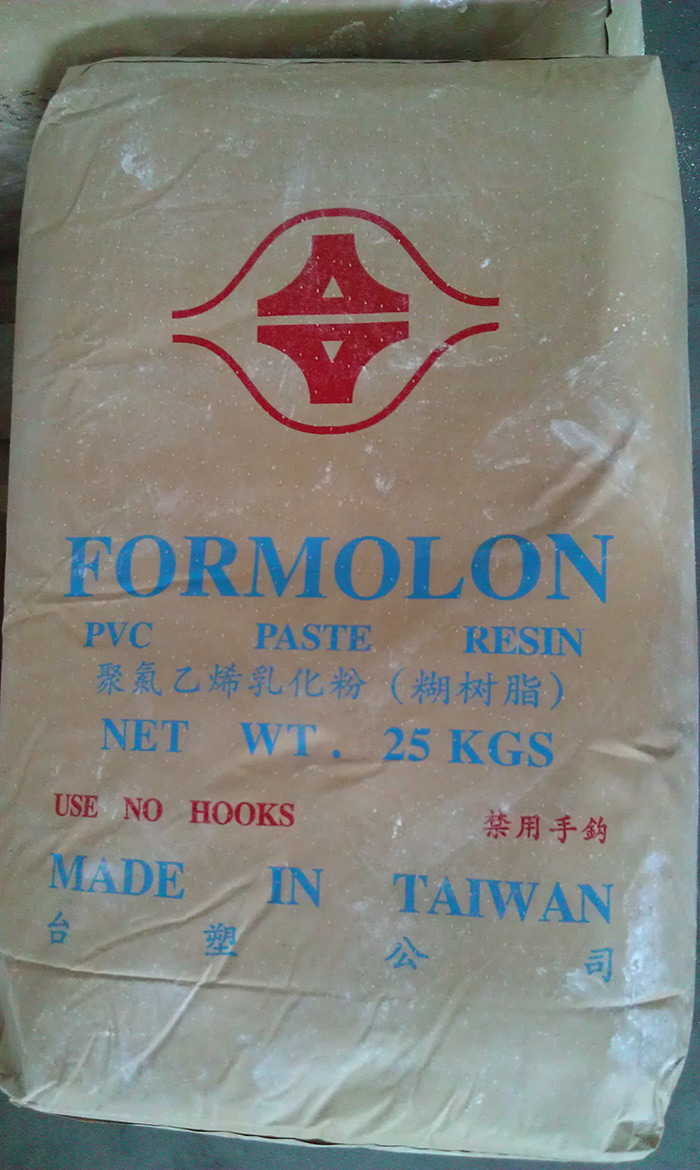 FORMOLON
PVC PASTE RESIN
聚氯乙烯乳化粉(糊树脂)
NET WT. 25 KGS
USE NO HOOKS 禁用手鈎
MADE IN TAIWAN
台塑公司